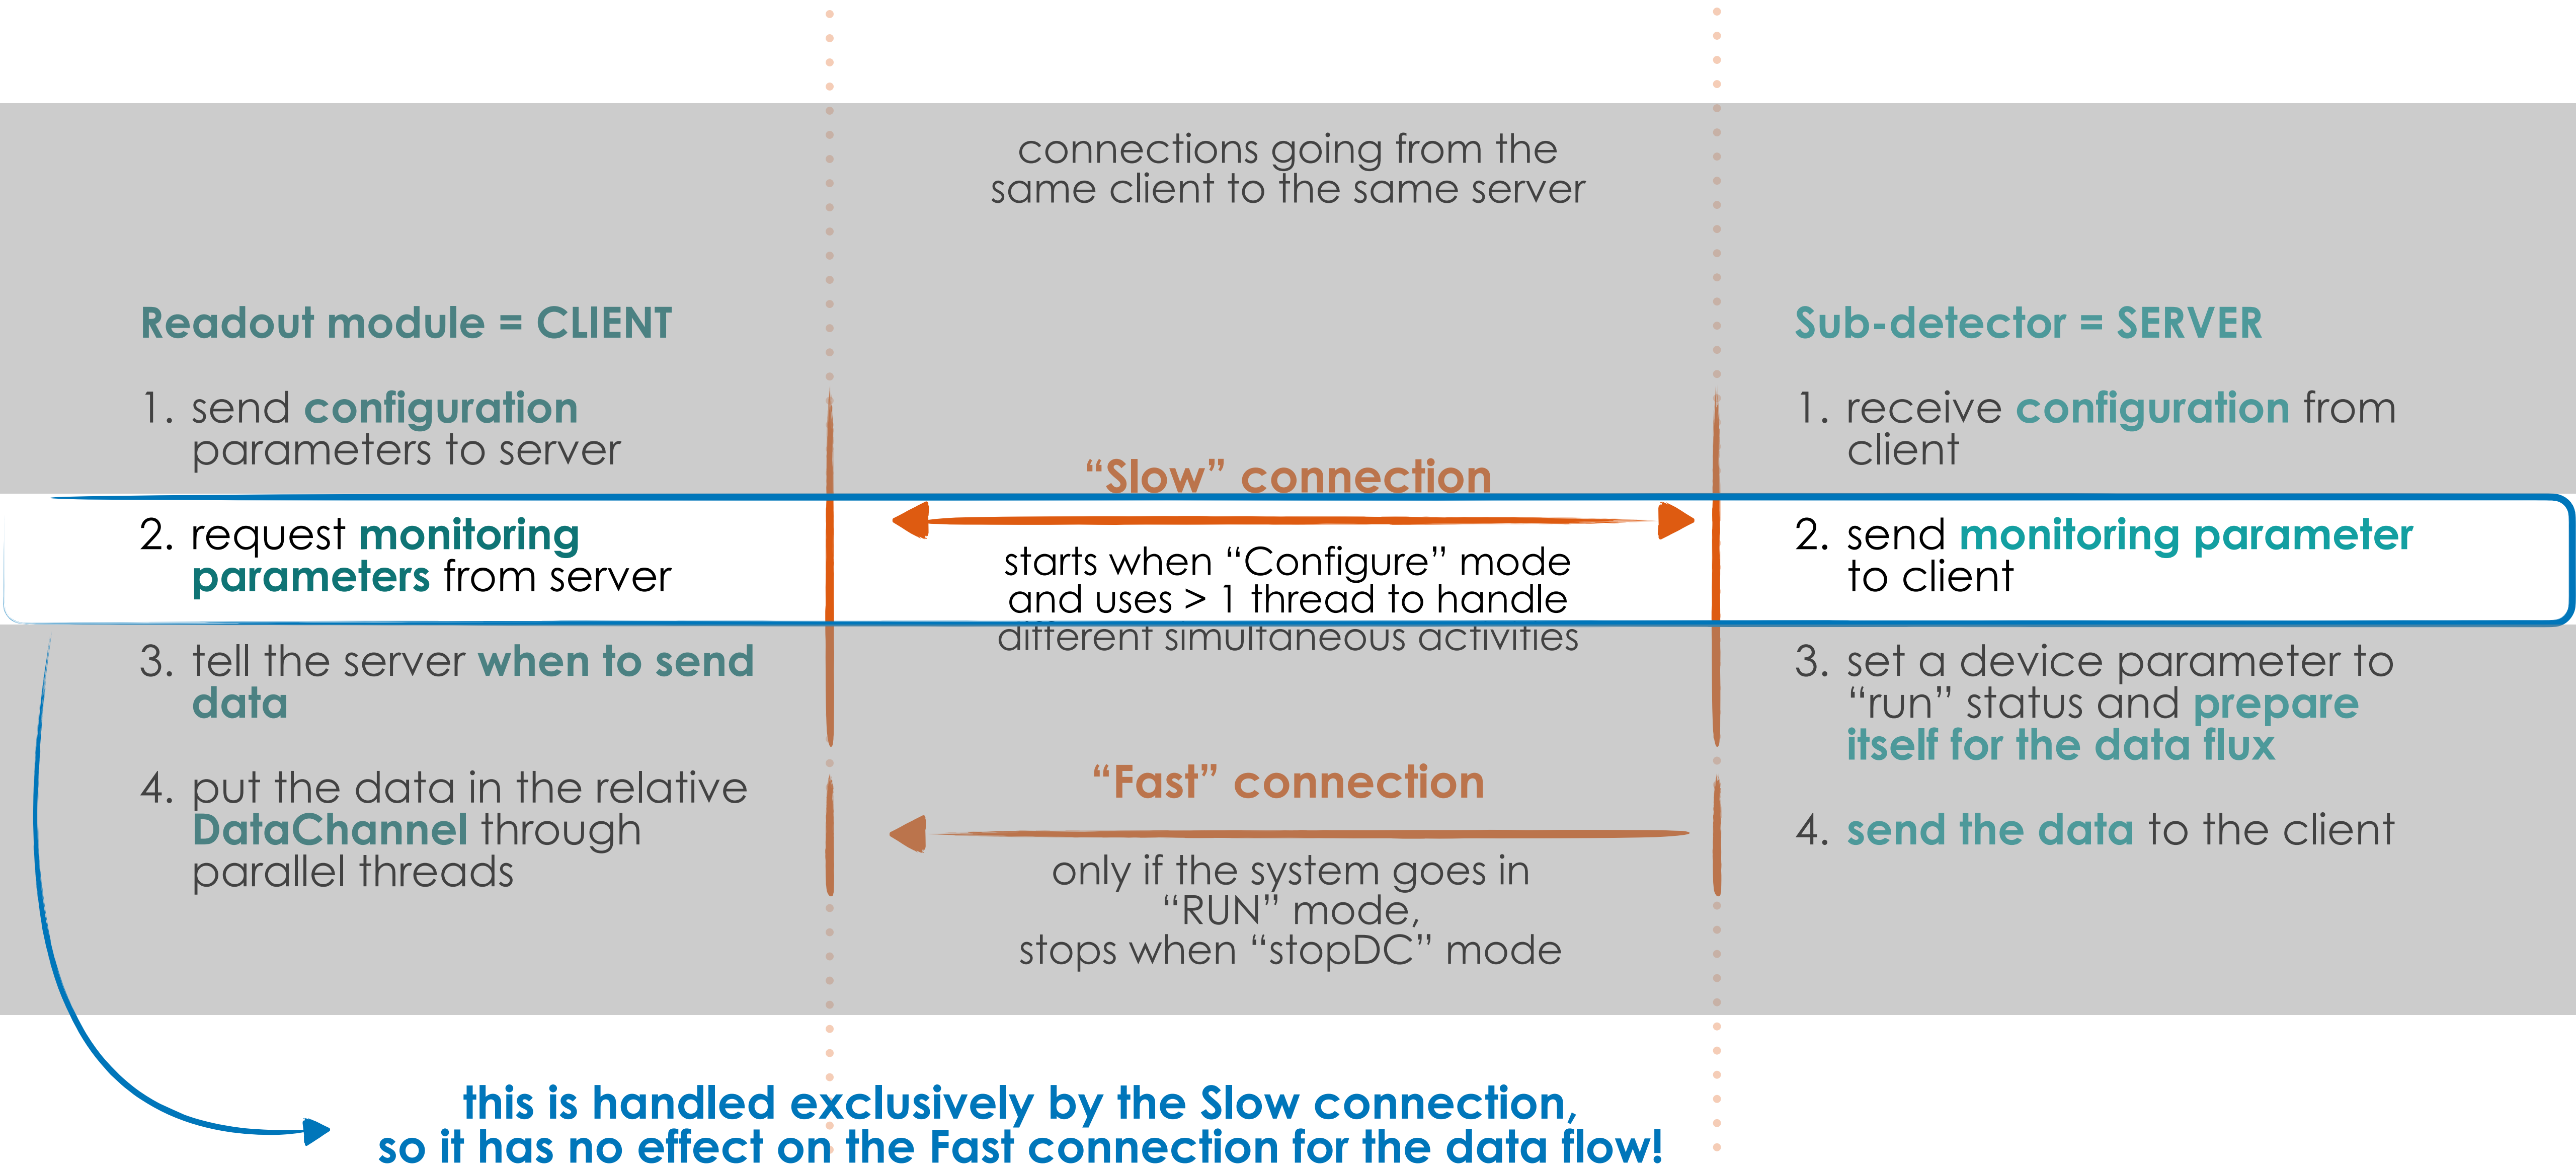 connections going from the
same client to the same server
Readout module = CLIENT
1. send configuration
parameters to server
2. request monitoring
parameters from server
3. tell the server when to send
data
4. put the data in the relative
DataChannel through
parallel threads
“Slow” connection
starts when “Configure” mode
and uses > 1 thread to handle
different simultaneous activities
“Fast” connection
only if the system goes in
“RUN” mode,
stops when “stopDC” mode
Sub-detector = SERVER
1. receive configuration from
client
2. send monitoring parameter
to client
3. set a device parameter to
“run” status and prepare
itself for the data flux
4. send the data to the client
this is handled exclusively by the Slow connection,
so it has no effect on the Fast connection for the data flow!